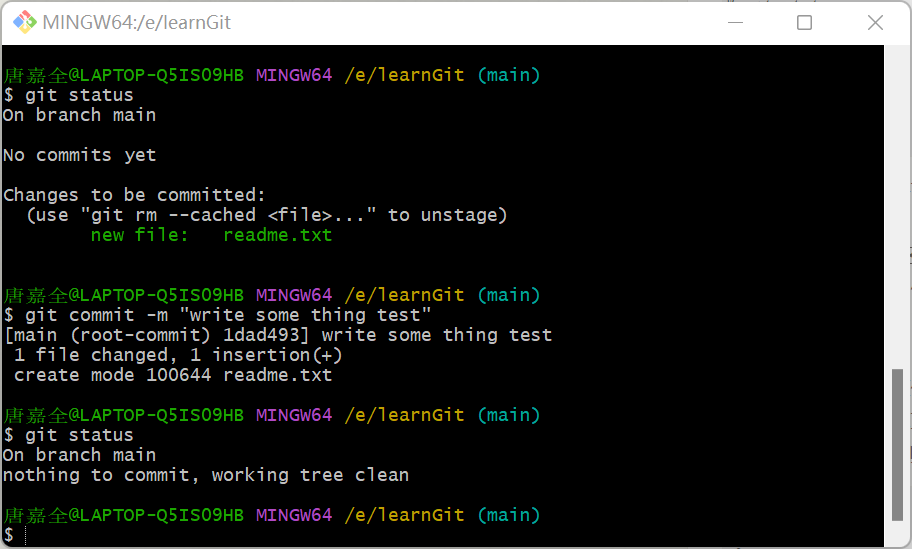 MINGW64:/e/learnGit
唐嘉全@LAPTOP-Q5ISO9HB MINGW64 /e/learnGit (main)
$ git status
On branch main
No commits yet
Changes to be committed:
  (use "git rm --cached <file>..." to unstage)
        new file:   readme.txt
唐嘉全@LAPTOP-Q5ISO9HB MINGW64 /e/learnGit (main)
$ git commit -m "write some thing test"
[main (root-commit) 1dad493] write some thing test
 1 file changed, 1 insertion(+)
 create mode 100644 readme.txt
唐嘉全@LAPTOP-Q5ISO9HB MINGW64 /e/learnGit (main)
$ git status
On branch main
nothing to commit, working tree clean
唐嘉全@LAPTOP-Q5ISO9HB MINGW64 /e/learnGit (main)
$